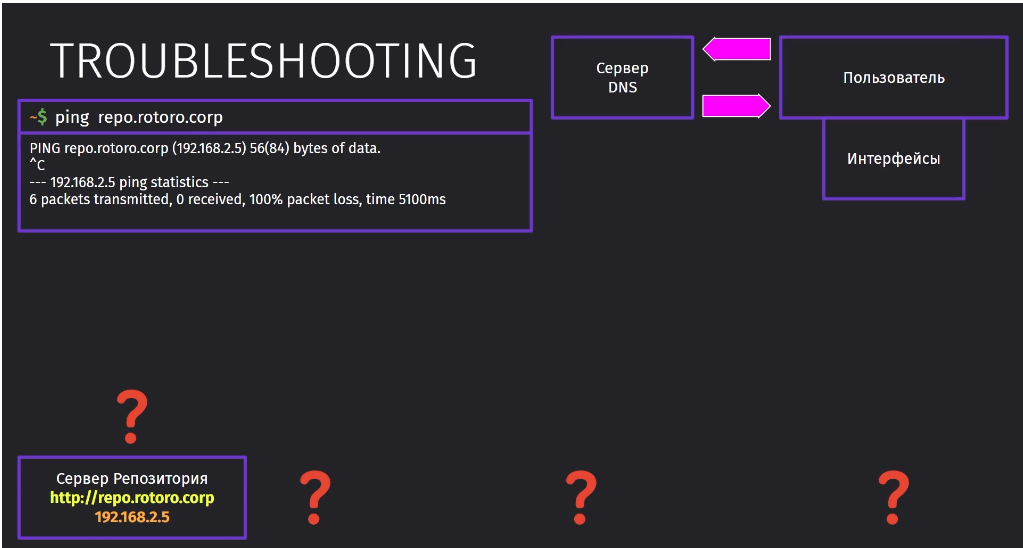 TROUBLESHOOTING
~$ ping repo.rotoro.corp
PING repo.rotoro.corp (192.168.2.5) 56(84) bytes of data.
^C
--- 192.168.2.5 ping statistics ---
6 packets transmitted, 0 received, 100% packet loss, time 5100ms
Сервер
DNS
Пользователь
Интерфейсы
?
Сервер Репозитория
http://repo.rotoro.corp
192.168.2.5
?
?
?